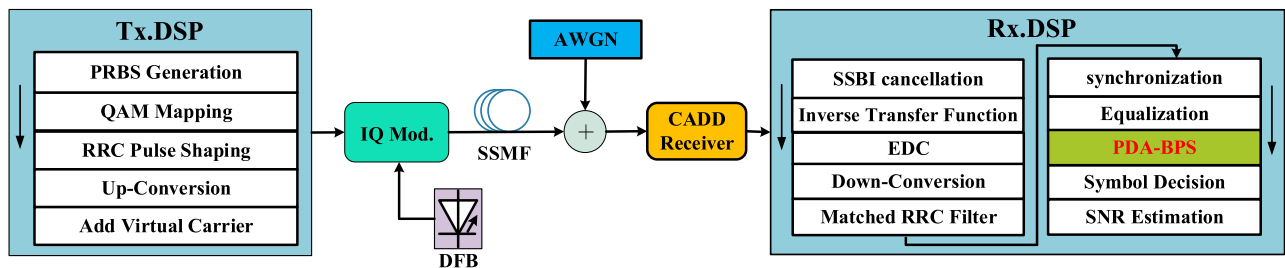 Tx.DSP
PRBS Generation
QAM Mapping
RRC Pulse Shaping
Up-Conversion
Add Virtual Carrier
IQ Mod.
DFB
SSMF
AWGN
+
CADD
Receiver
Rx.DSP
SSBI cancellation
Inverse Transfer Function
EDC
Down-Conversion
Matched RRC Filter
synchronization
Equalization
PDA-BPS
Symbol Decision
SNR Estimation